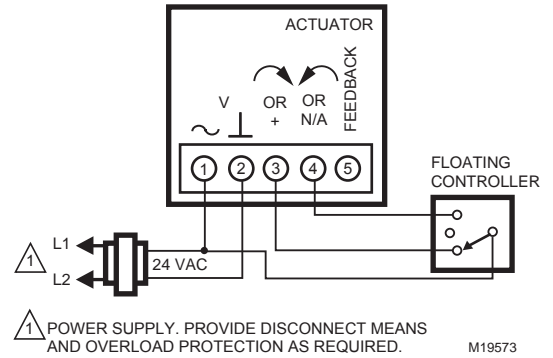 ACTUATOR
FEEDBACK
V
OR
+
OR
N/A
1 2 3 4 5
FLOATING
CONTROLLER
L1
1
L2
24 VAC
1 POWER SUPPLY. PROVIDE DISCONNECT MEANS
AND OVERLOAD PROTECTION AS REQUIRED.
M19573